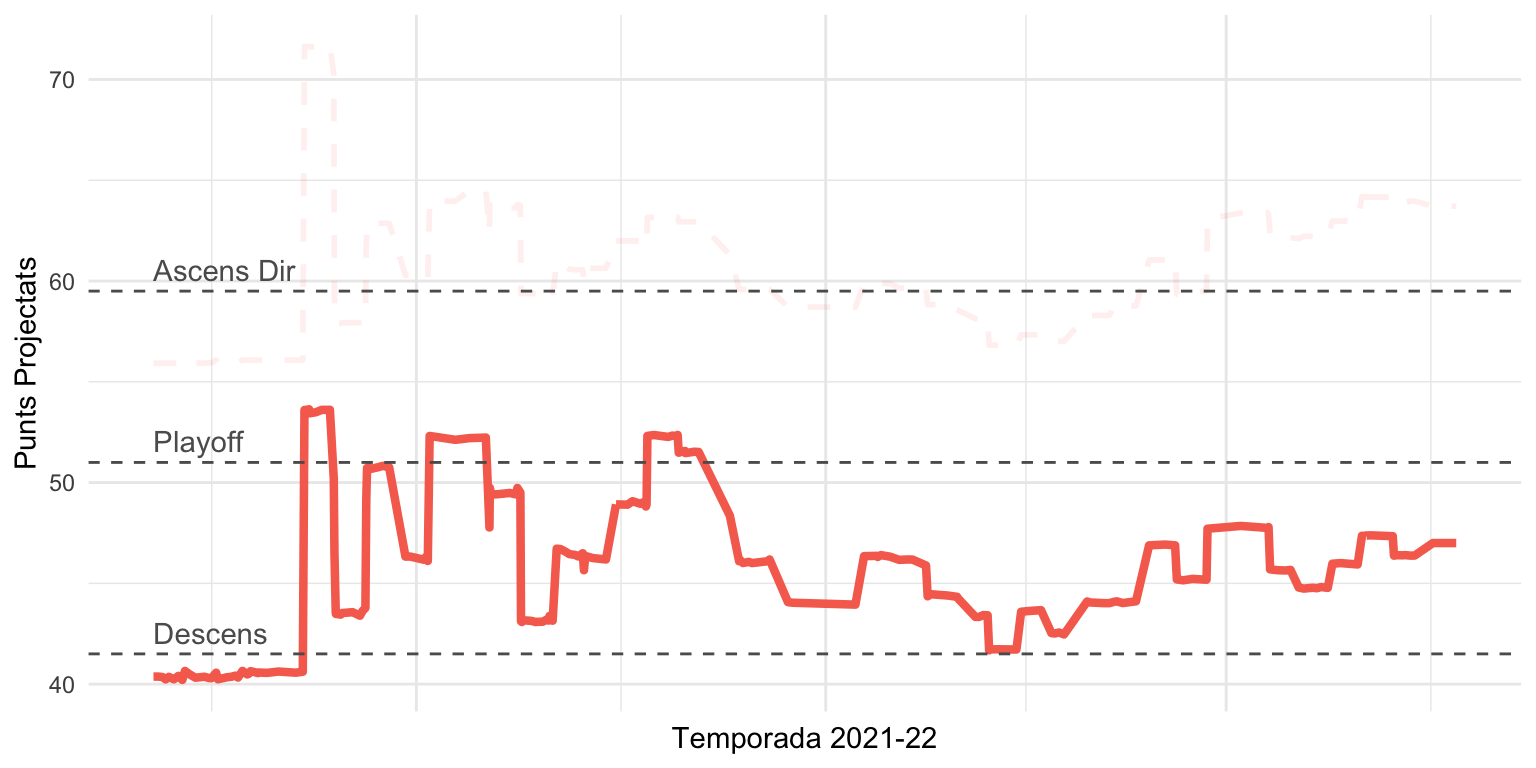 70
Ascens Dir
60
Punts Projectats
Playoff
50
Descens
40
Temporada 2021-22